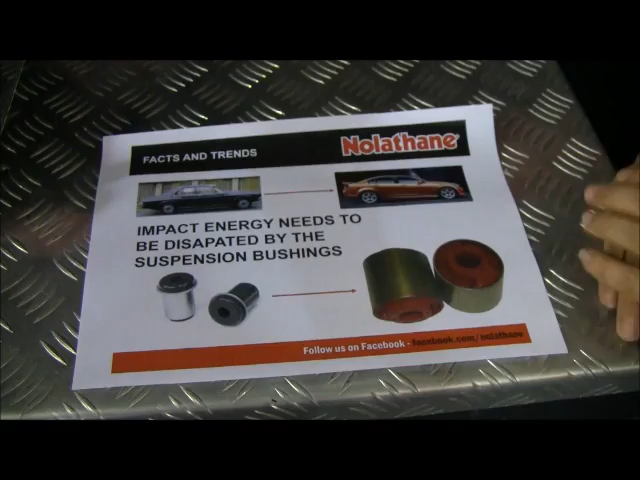 FACTS AND TRENDS
Nolathane
IMPACT ENERGY NEEDS TO
BE DISAPATED BY THE
SUSPENSION BUSHINGS
Follow us on Facebook - facebook.com/nolathane